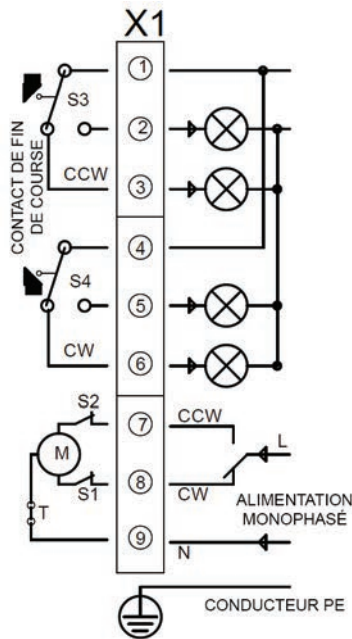 X1
1
S3
2
CCW
3
CONTACT DE FIN
DE COURSE
4
S4
5
CW
6
S2
7
CCW
L
M
S1
8
CW
T
ALIMENTATION
MONOPHASÉ
9
N
CONDUCTEUR PE